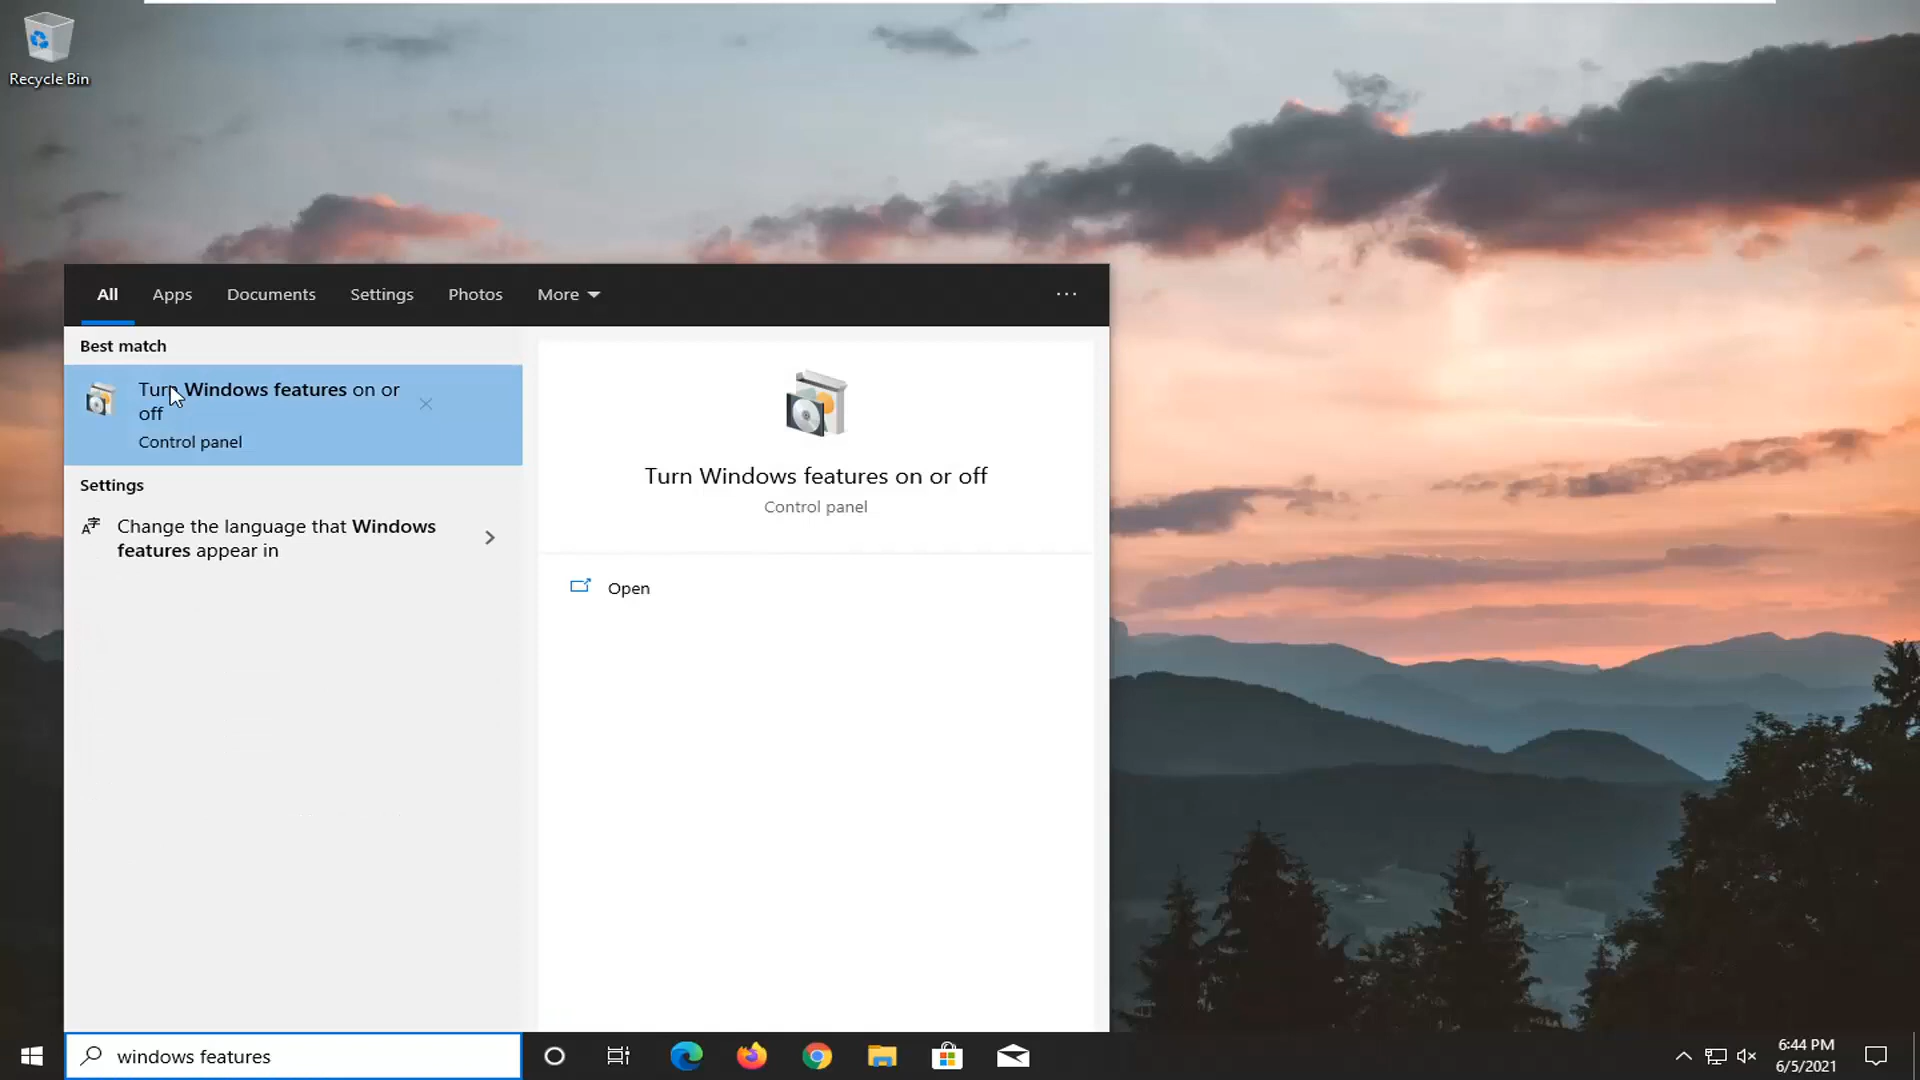 Recycle Bin
All Apps Documents Settings Photos More ...
Best match
Turn Windows features on or
off
Control panel
Settings
Change the language that Windows
features appear in
Turn Windows features on or off
Control panel
Open
windows features
6:44 PM
6/5/2021